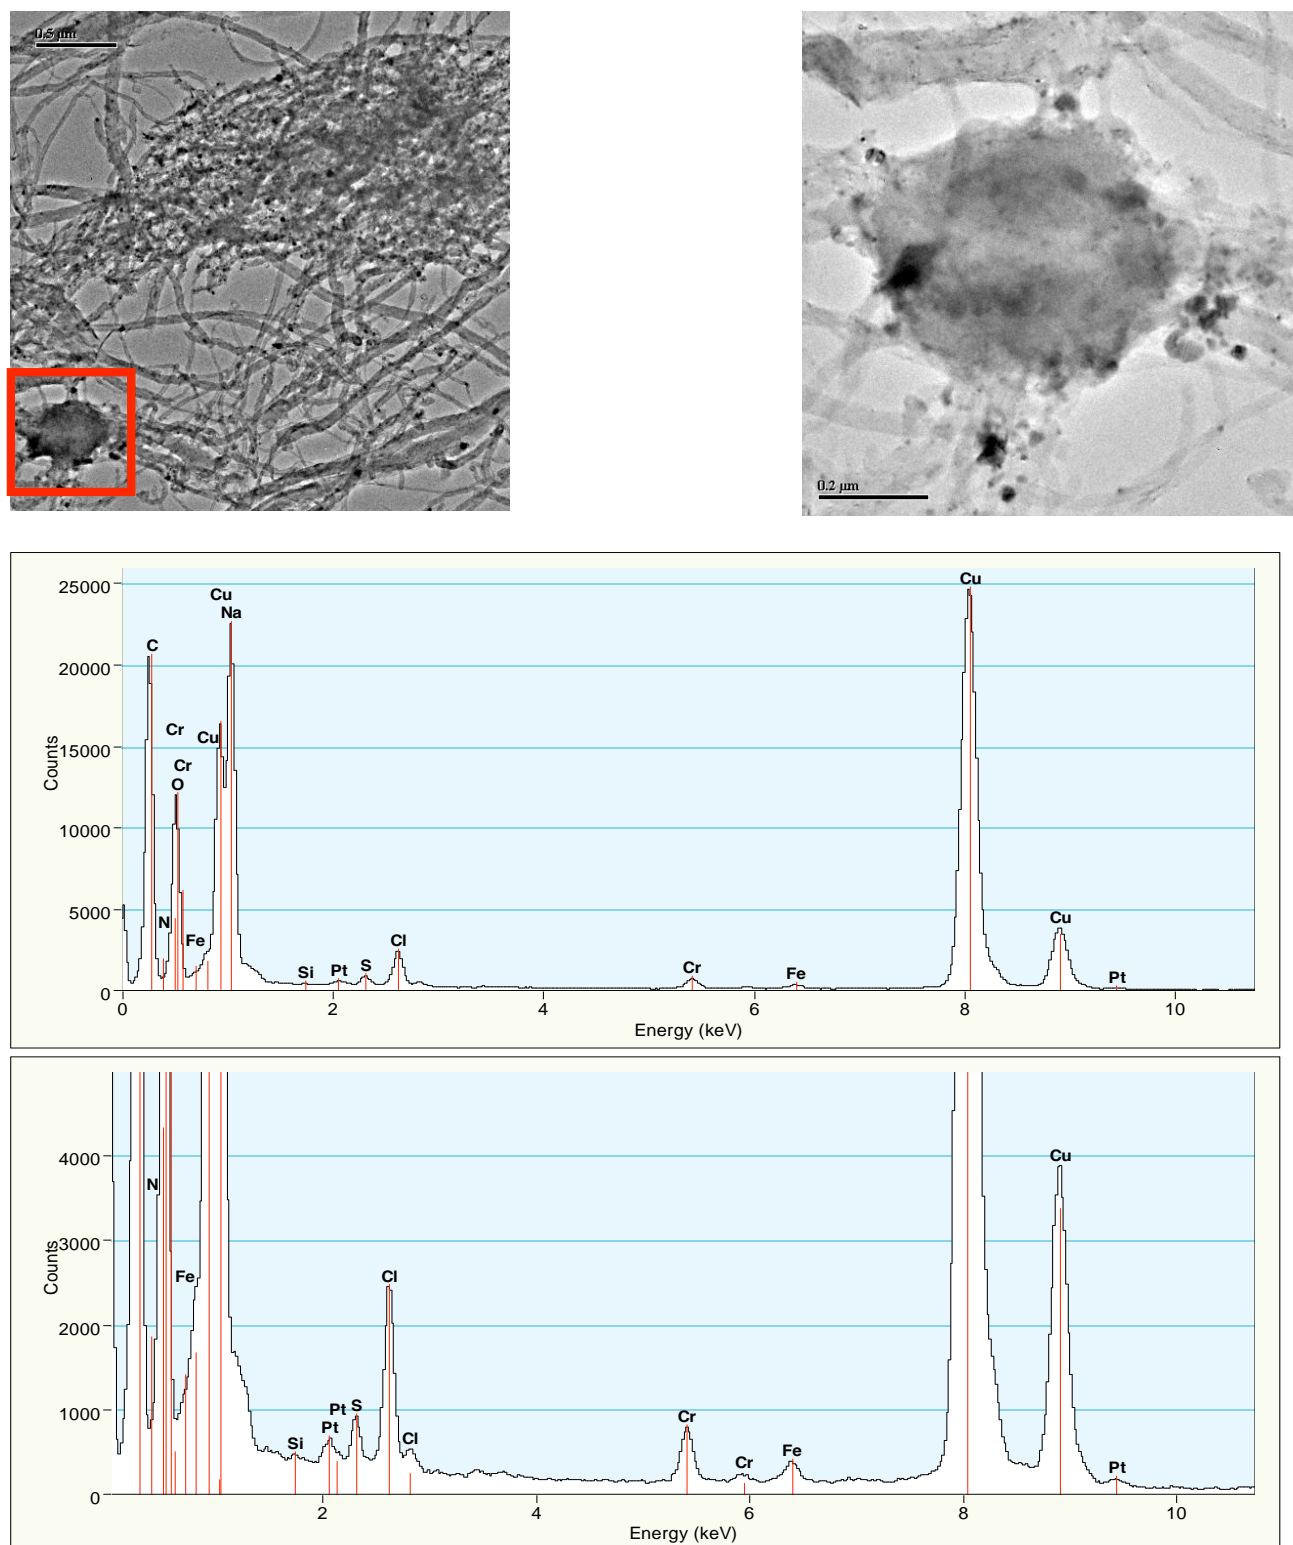 0.5 µm
0.2 µm
25000
20000
15000
10000
5000
0
Counts
C
Cr
Cr
O
N
Fe
Cu
Cu
Na
Si
Pt
S
Cl
Cr
Fe
Cu
Cu
Pt
0 2 4 6 8 10
Energy (keV)
4000
3000
2000
1000
0
Counts
N
Fe
Si
Pt
Pt
S
Cl
Cl
Cr
Cr
Fe
Cu
Pt
2 4 6 8 10
Energy (keV)